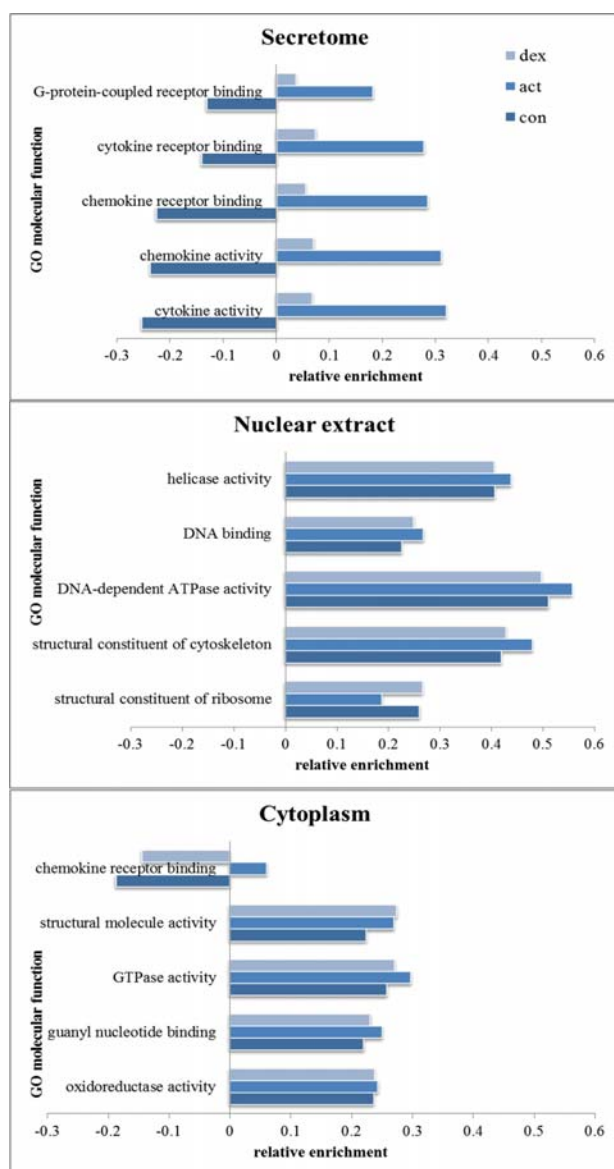 Secretome
dex
act
con
GO molecular function
G-protein-coupled receptor binding
cytokine receptor binding
chemokine receptor binding
chemokine activity
cytokine activity
-0.3 -0.2 -0.1 0 0.1 0.2 0.3 0.4 0.5 0.6
relative enrichment
Nuclear extract
GO molecular function
helicase activity
DNA binding
DNA-dependent ATPase activity
structural constituent of cytoskeleton
structural constituent of ribosome
-0.3 -0.2 -0.1 0 0.1 0.2 0.3 0.4 0.5 0.6
relative enrichment
Cytoplasm
GO molecular function
chemokine receptor binding
structural molecule activity
GTPase activity
guanyl nucleotide binding
oxidoreductase activity
-0.3 -0.2 -0.1 0 0.1 0.2 0.3 0.4 0.5 0.6
relative enrichment